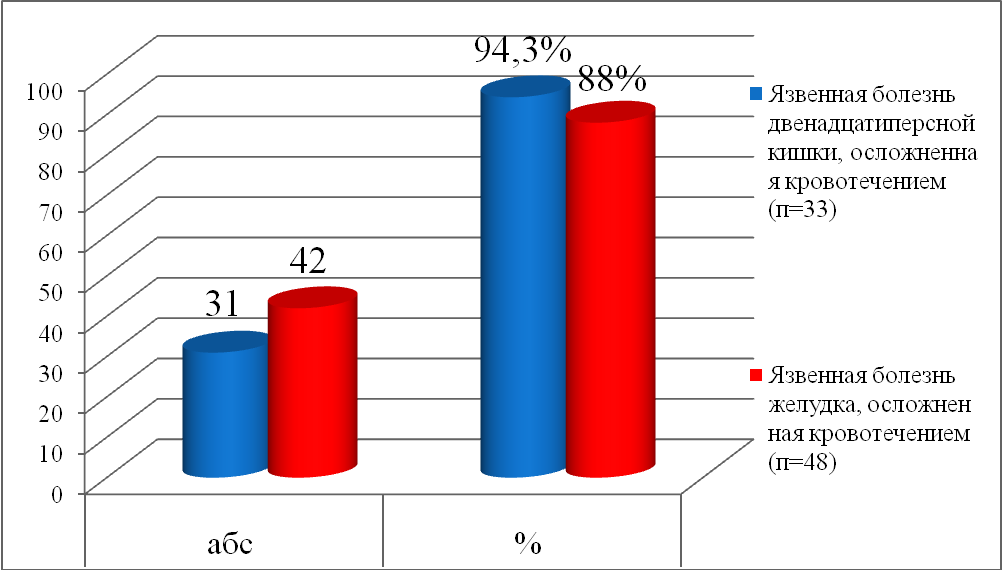 94,3%
88%
42
31
100
90
80
70
60
50
40
30
20
10
0
абс
%
Язвенная болезнь
двенадцатиперсной
кишки, осложненна
я кровотечением
(п=33)
Язвенная болезнь
желудка, осложнен
ная кровотечением
(п=48)